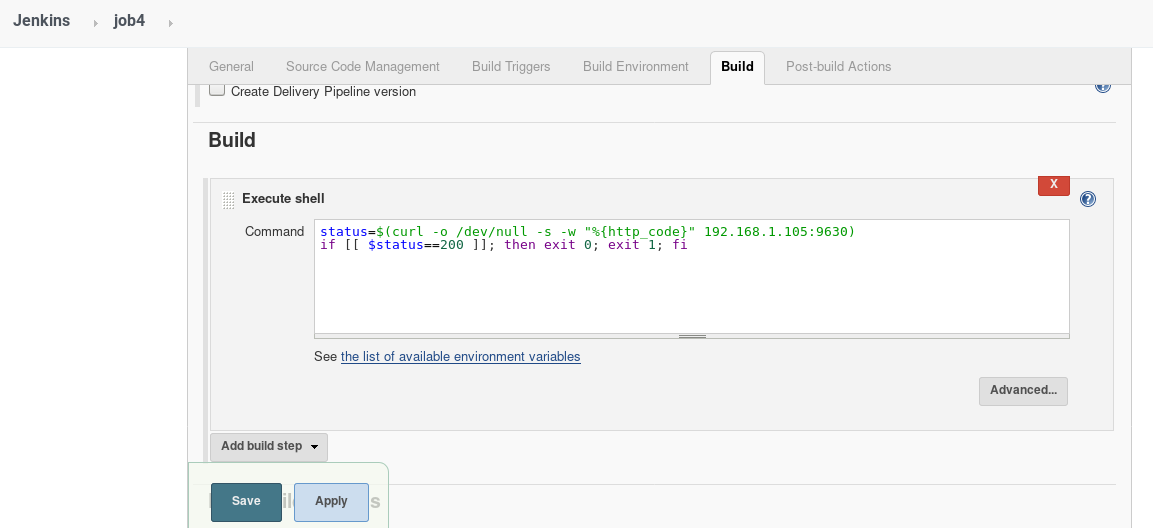 Jenkins job4
General Source Code Management Build Triggers Build Environment Build Post-build Actions
Create Delivery Pipeline version
?
Build
X
Execute shell
?
Command
status=$(curl -o /dev/null -s -w "%{http_code}" 192.168.1.105:9630)
if [[ $status==200 ]]; then exit 0; exit 1; fi
See the list of available environment variables
Advanced...
Add build step
Save Apply